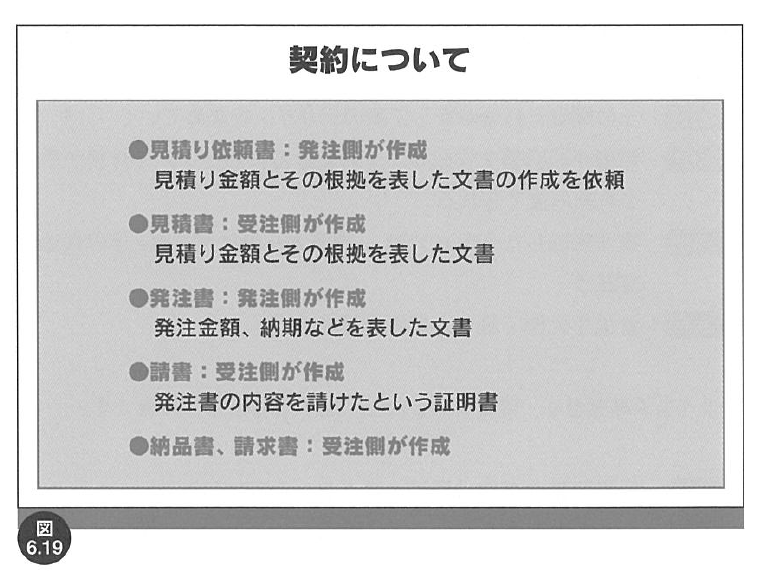 契約について
●見積り依頼書：発注側が作成
見積り金額とその根拠を表した文書の作成を依頼
●見積書：受注側が作成
見積り金額とその根拠を表した文書
●発注書：発注側が作成
発注金額、納期などを表した文書
●請書：受注側が作成
発注書の内容を請けたという証明書
●納品書、請求書：受注側が作成
図
6.19